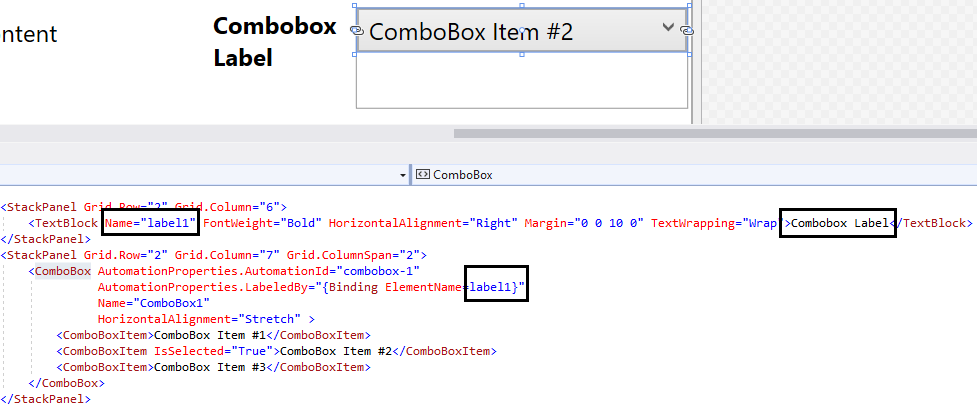 ntent
Combobox
Label
ComboBox Item #2
ComboBox
<StackPanel Grid.Row="2" Grid.Column="6">
<TextBlock Name="label1" FontWeight="Bold" HorizontalAlignment="Right" Margin="0 0 10 0" TextWrapping="Wrap">Combobox Label</TextBlock>
</StackPanel>
<StackPanel Grid.Row="2" Grid.Column="7" Grid.ColumnSpan="2">
<ComboBox AutomationProperties.AutomationId="combobox-1"
AutomationProperties.LabeledBy="{Binding ElementName=label1}"
Name="ComboBox1"
HorizontalAlignment="Stretch" >
<ComboBoxItem>ComboBox Item #1</ComboBoxItem>
<ComboBoxItem IsSelected="True">ComboBox Item #2</ComboBoxItem>
<ComboBoxItem>ComboBox Item #3</ComboBoxItem>
</ComboBox>
</StackPanel>